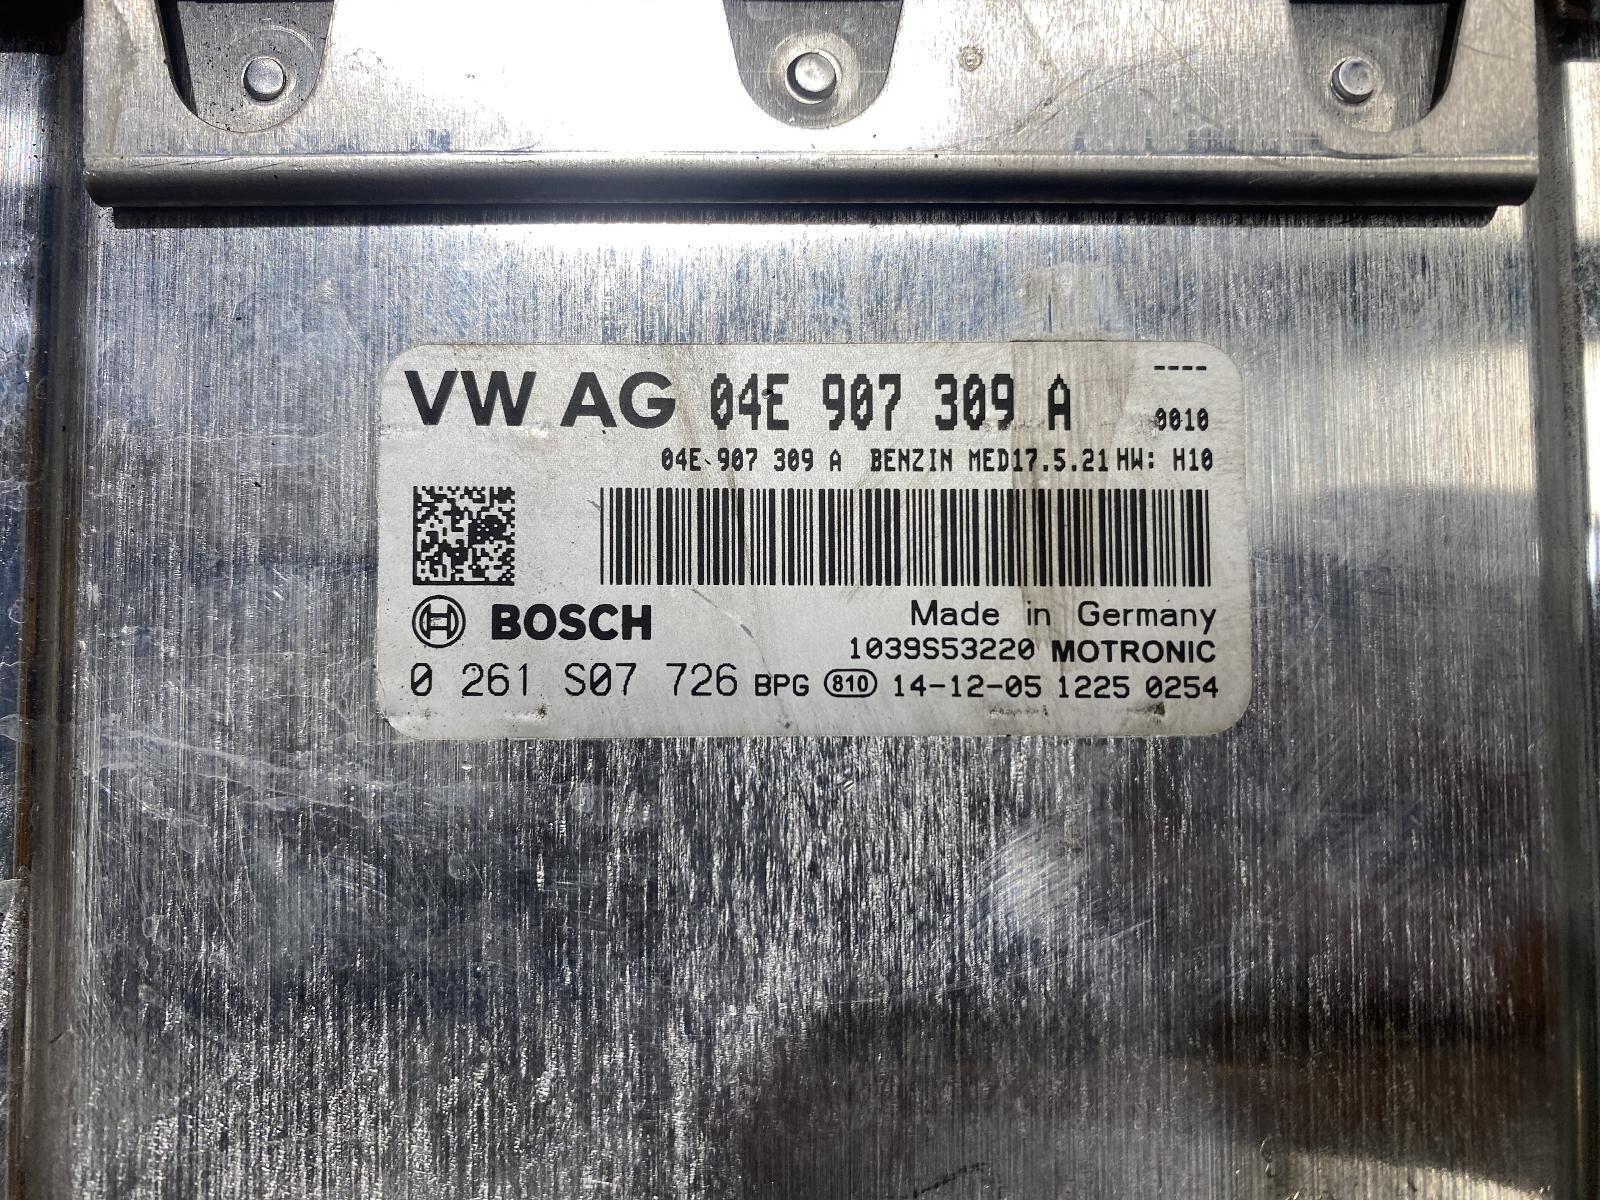 VW AG 04E 907 309 A ----
0010
04E 907 309 A BENZIN MED17.5.21 HW: H10
BOSCH Made in Germany
1039S53220 MOTRONIC
0 261 S07 726 BPG 810 14-12-05 1225 0254